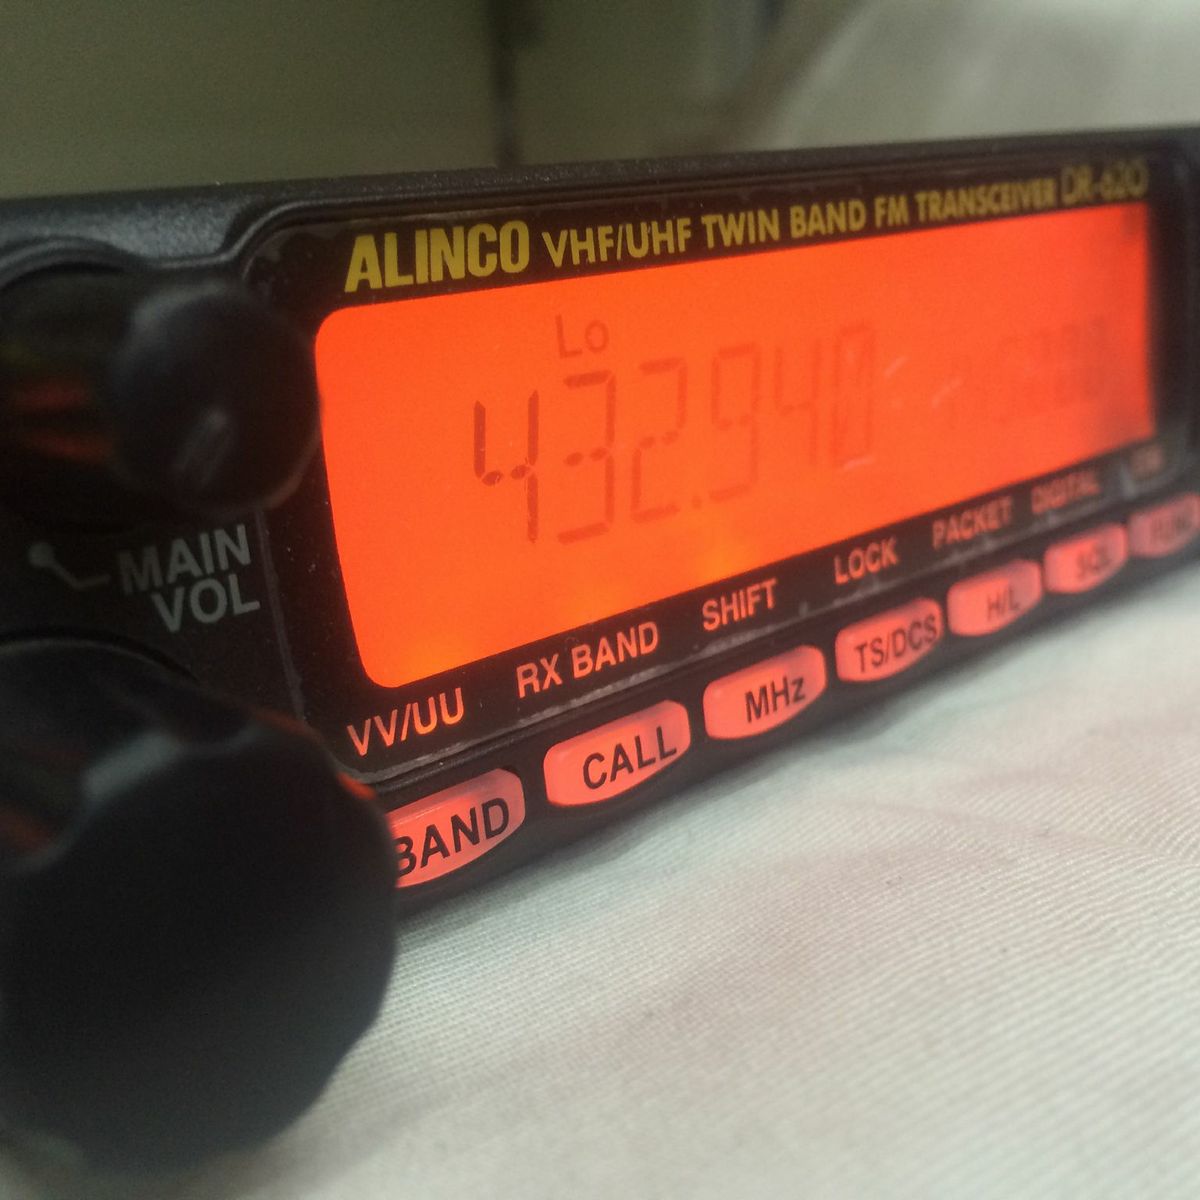 ALINCO VHF/UHF TWIN BAND FM TRANSCEIVER DR-620
Lo
432.940
MAIN
VOL
VV/UU RX BAND SHIFT LOCK PACKET DIGITAL
BAND CALL MHz TS/DCS H/L SQL